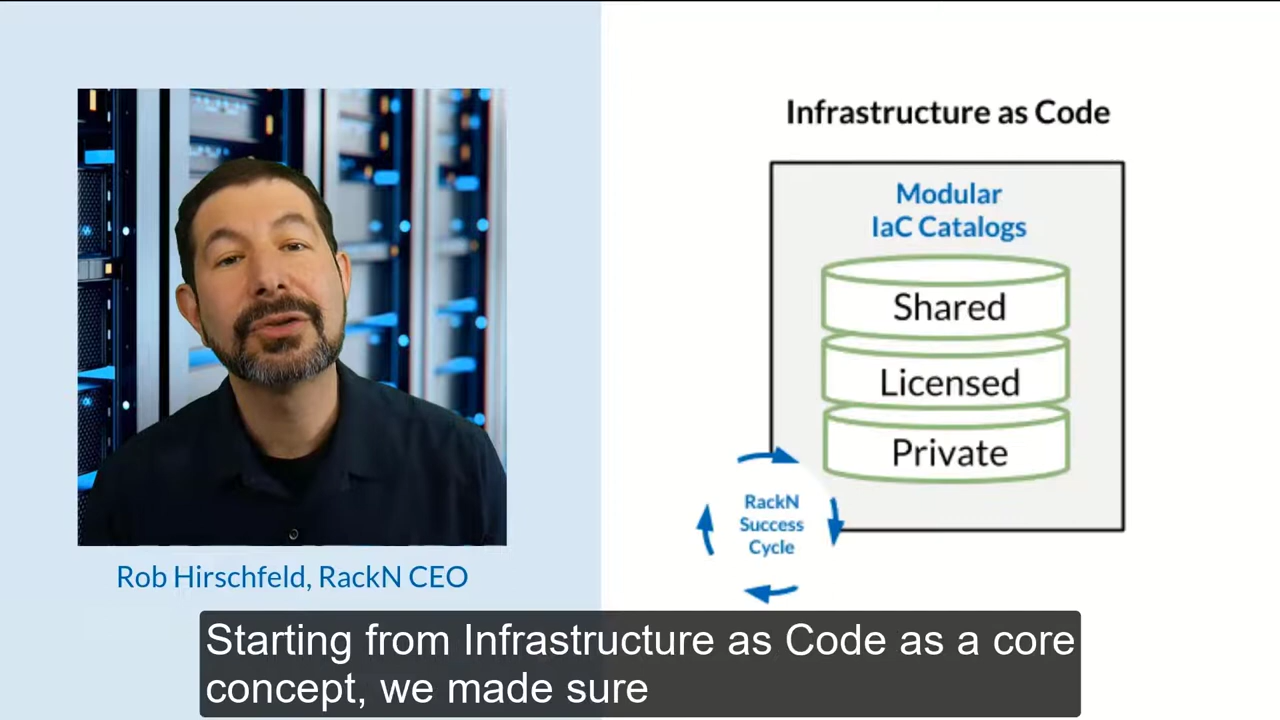 Infrastructure as Code
Modular
IaC Catalogs
Shared
Licensed
Private
RackN
Success
Cycle
Rob Hirschfeld, RackN CEO
Starting from Infrastructure as Code as a core
concept, we made sure